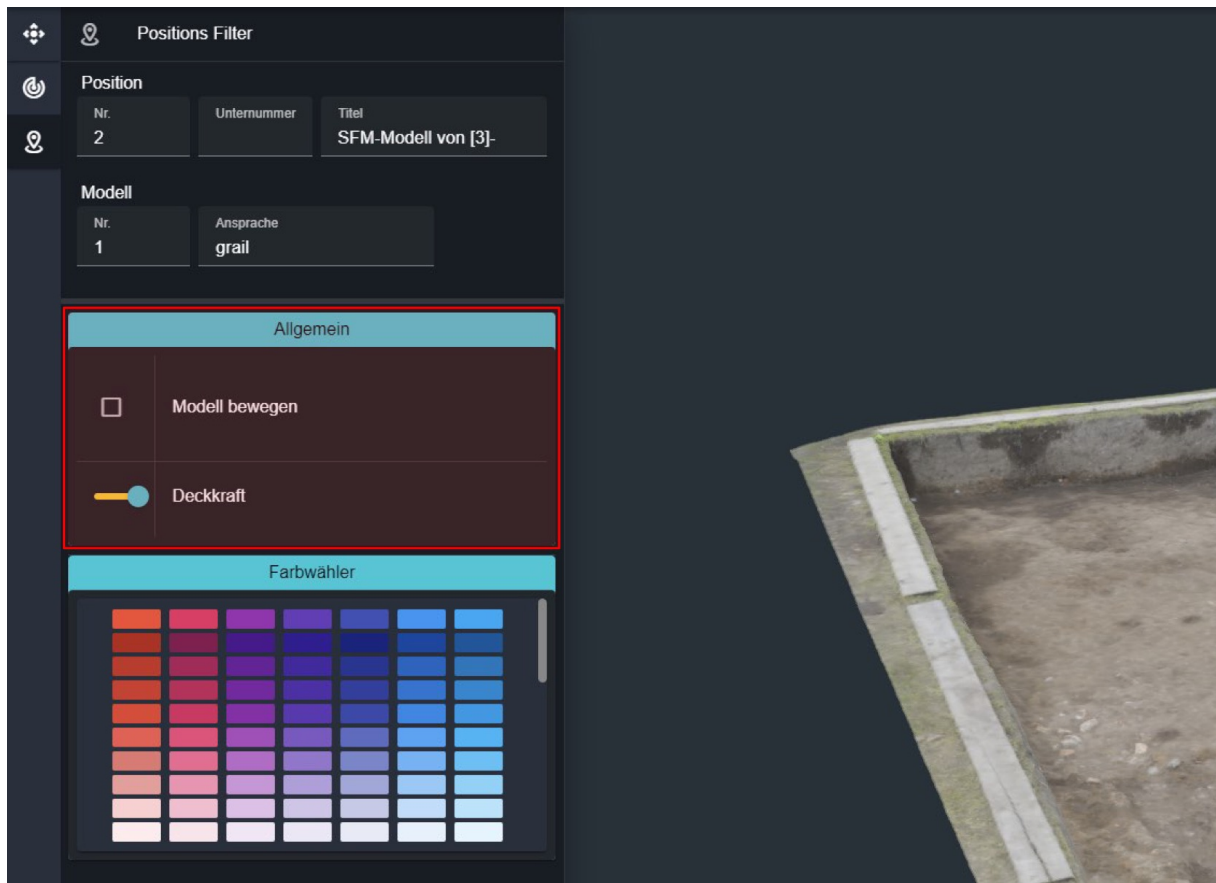 Positions Filter
Position
Nr. Unternummer Titel
2 SFM-Modell von [3]-
Modell
Nr. Ansprache
1 grail
Allgemein
Modell bewegen
Deckkraft
Farbwähler